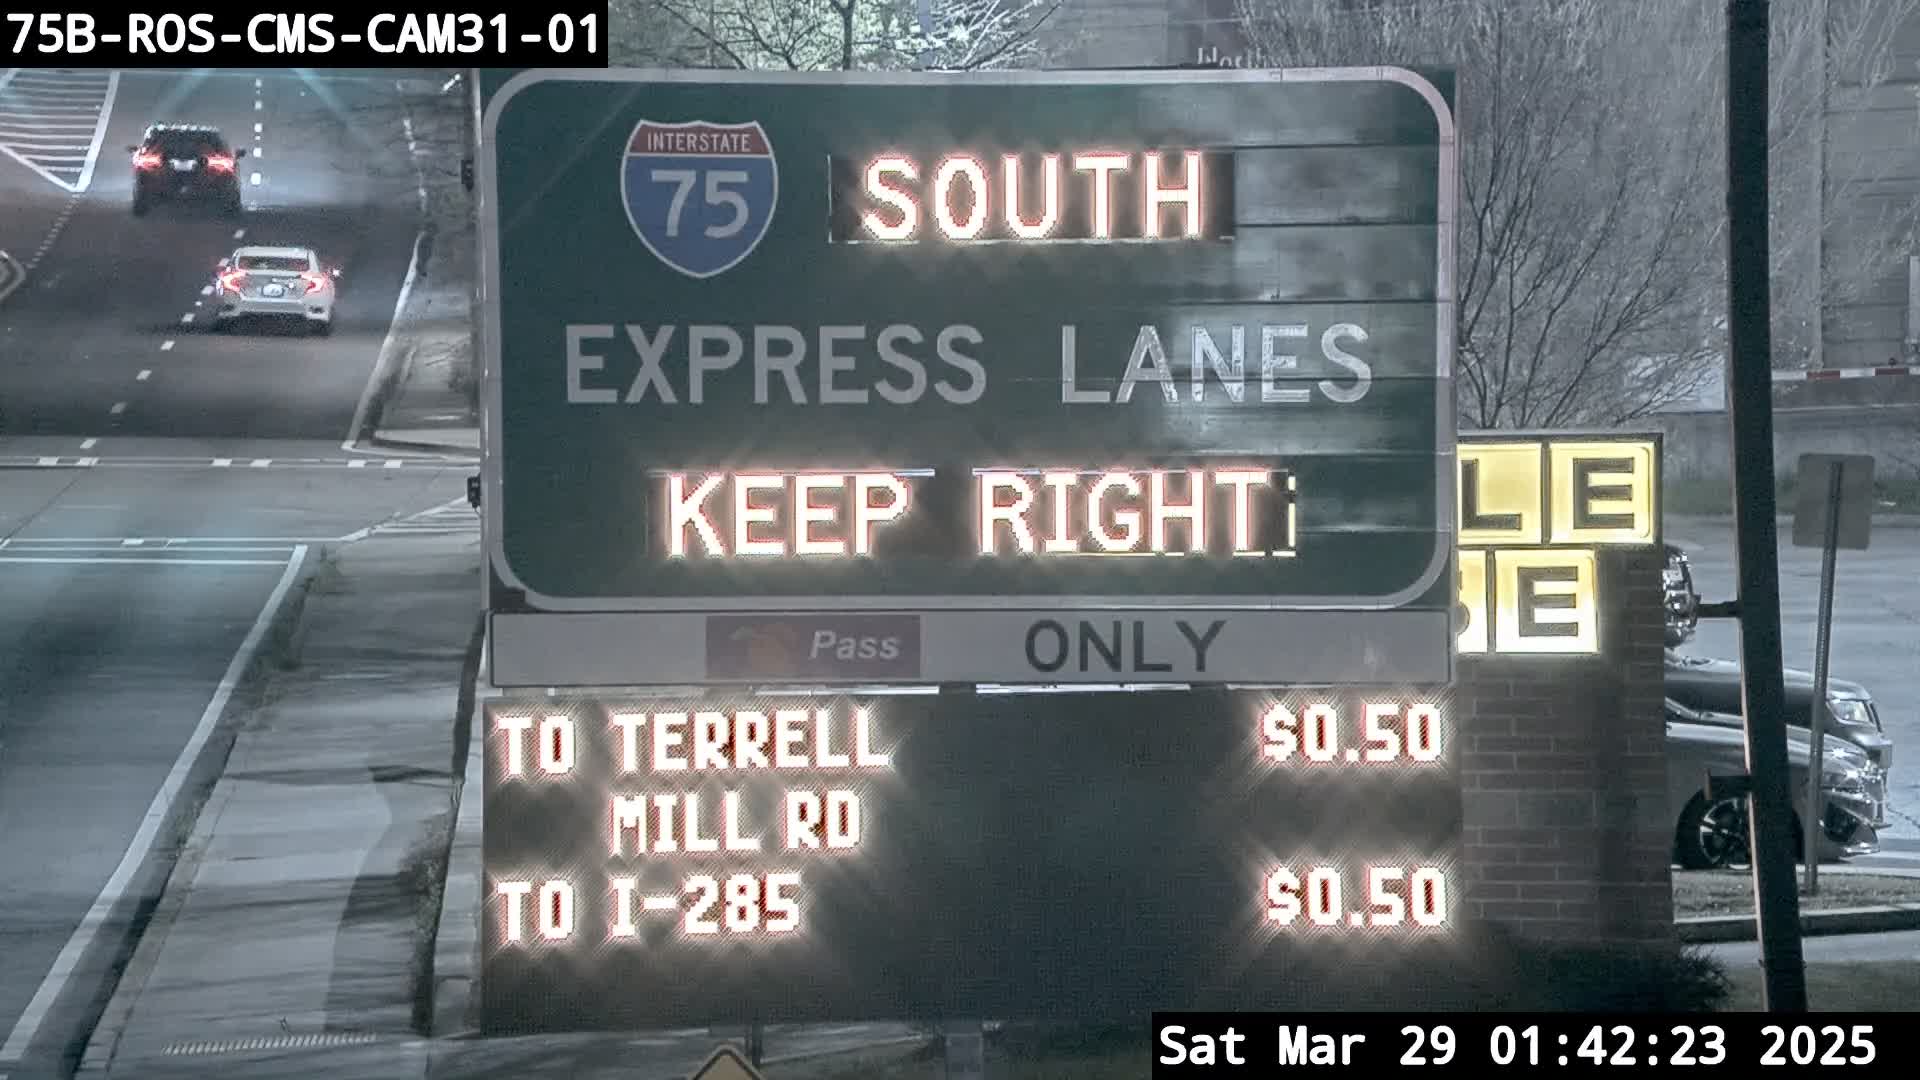 75B-ROS-CMS-CAM31-01
INTERSTATE
75
SOUTH
EXPRESS LANES
KEEP RIGHT
Pass ONLY
TO TERRELL $0.50
MILL RD
TO I-285 $0.50
LE
E
Sat Mar 29 01:42:23 2025